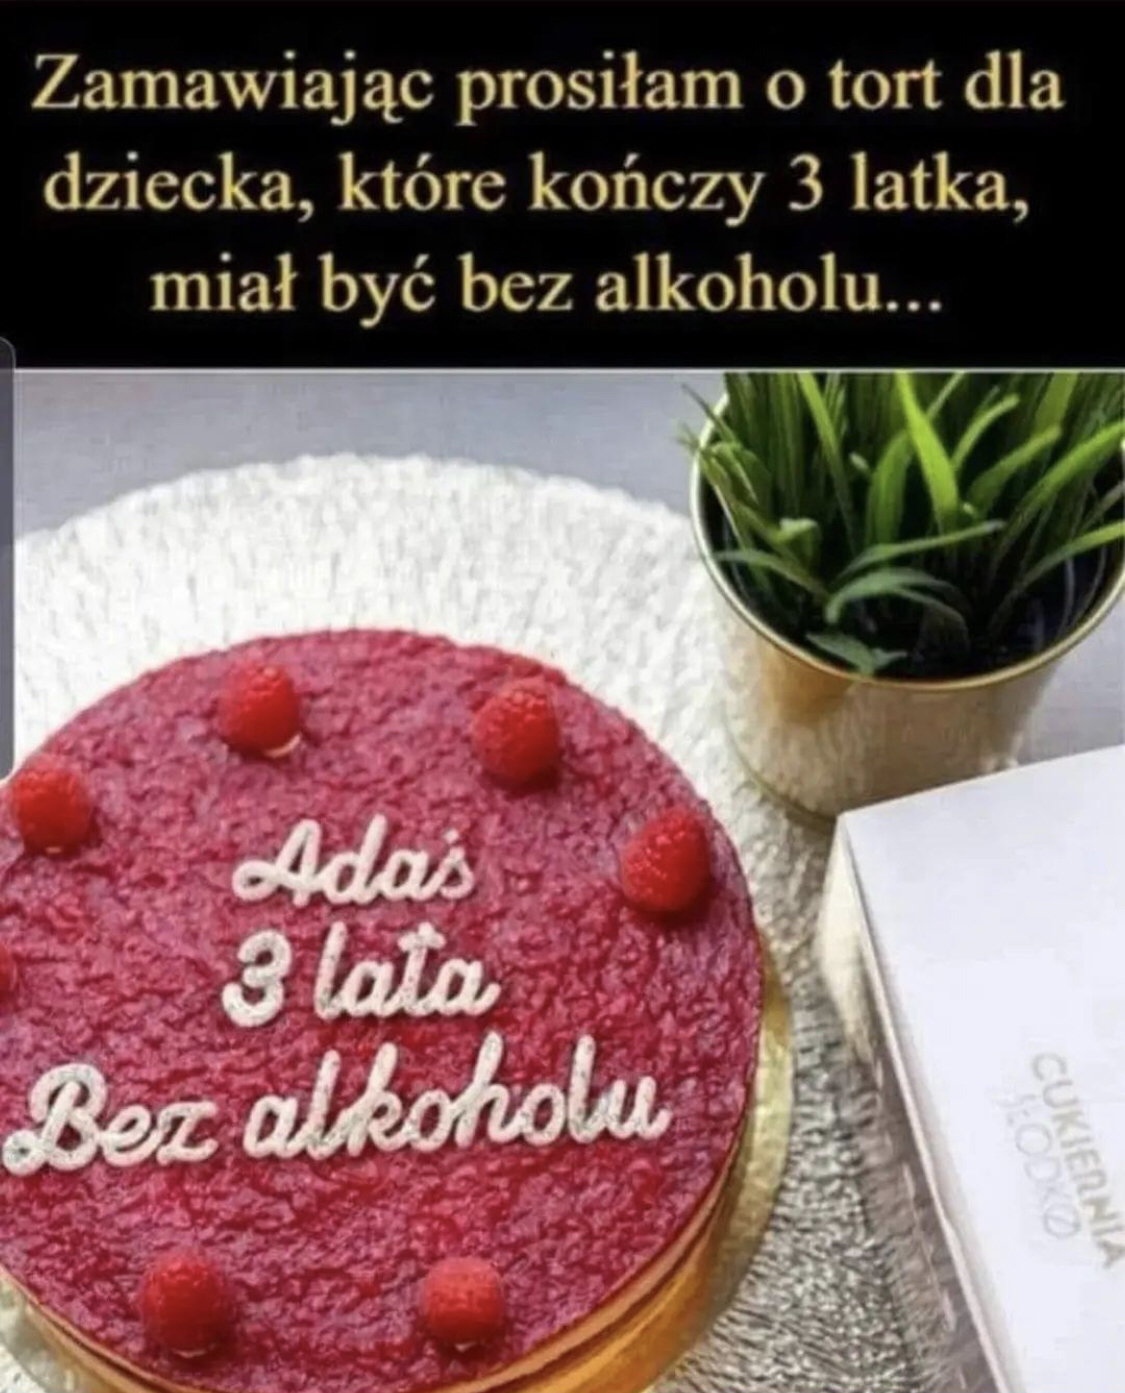 Zamawiając prosiłam o tort dla
dziecka, które kończy 3 latka,
miał być bez alkoholu...
Adaś
3 lata
Bez alkoholu
CUKIERNIA
SŁODKO